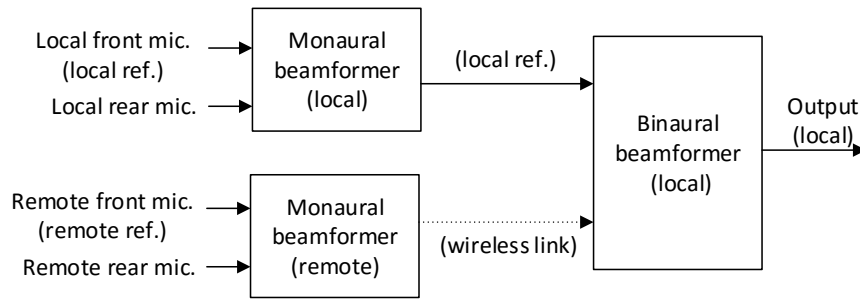 Local front mic.
(local ref.)
Local rear mic.
Monaural
beamformer
(local)
(local ref.)
Remote front mic.
(remote ref.)
Remote rear mic.
Monaural
beamformer
(remote)
(wireless link)
Binaural
beamformer
(local)
Output
(local)